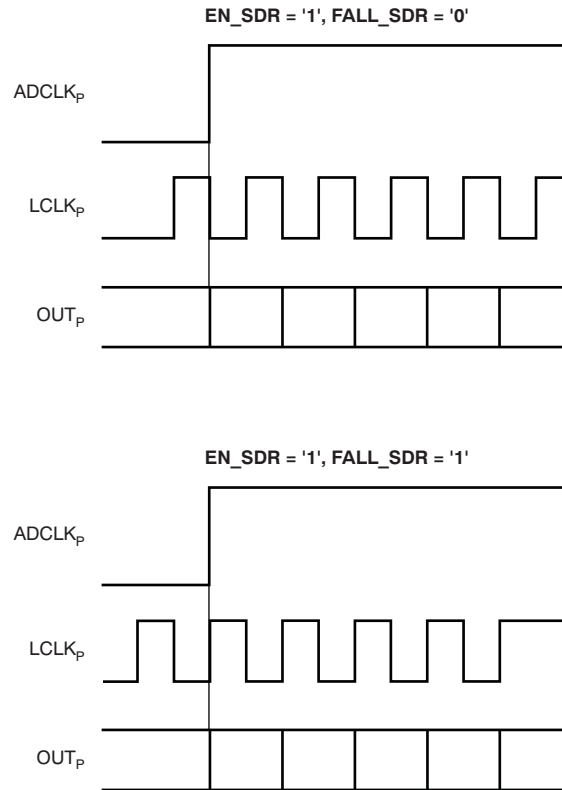 EN_SDR = '1', FALL_SDR = '0'
ADCLKP
LCLKP
OUTP
EN_SDR = '1', FALL_SDR = '1'
ADCLKP
LCLKP
OUTP